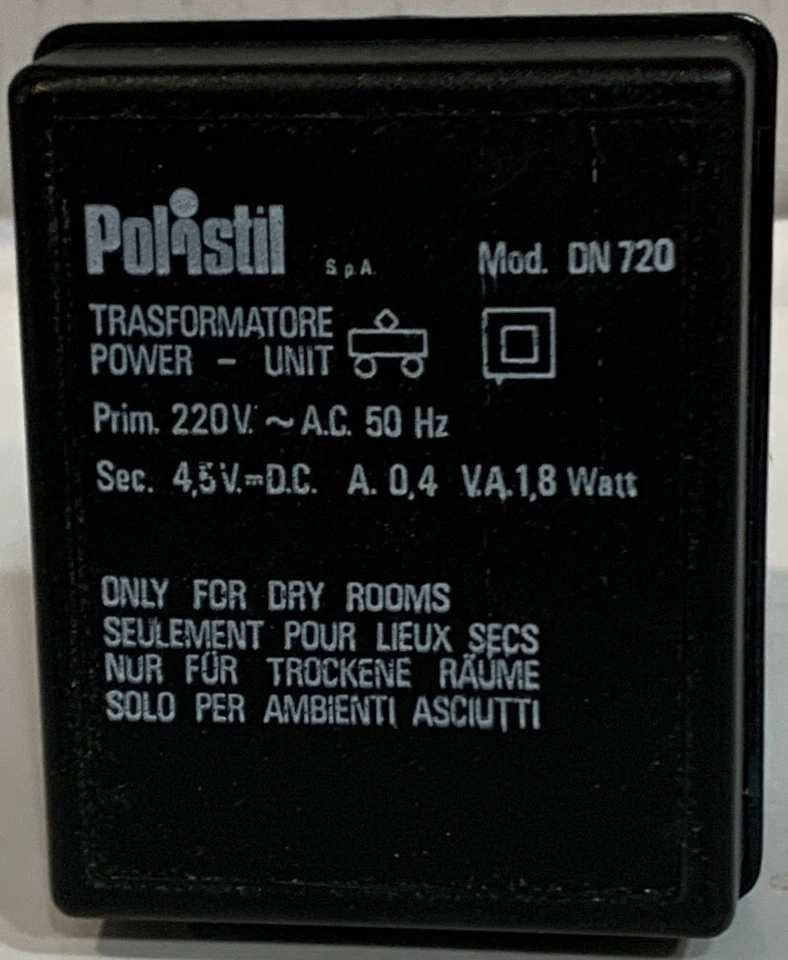 Polistil S.p.A. Mod. DN 720
TRASFORMATORE
POWER - UNIT
Prim. 220V. ~ A.C. 50 Hz
Sec. 4,5V.⎓D.C. A. 0,4 V.A.1,8 Watt
ONLY FOR DRY ROOMS
SEULEMENT POUR LIEUX SECS
NUR FÜR TROCKENE RÄUME
SOLO PER AMBIENTI ASCIUTTI